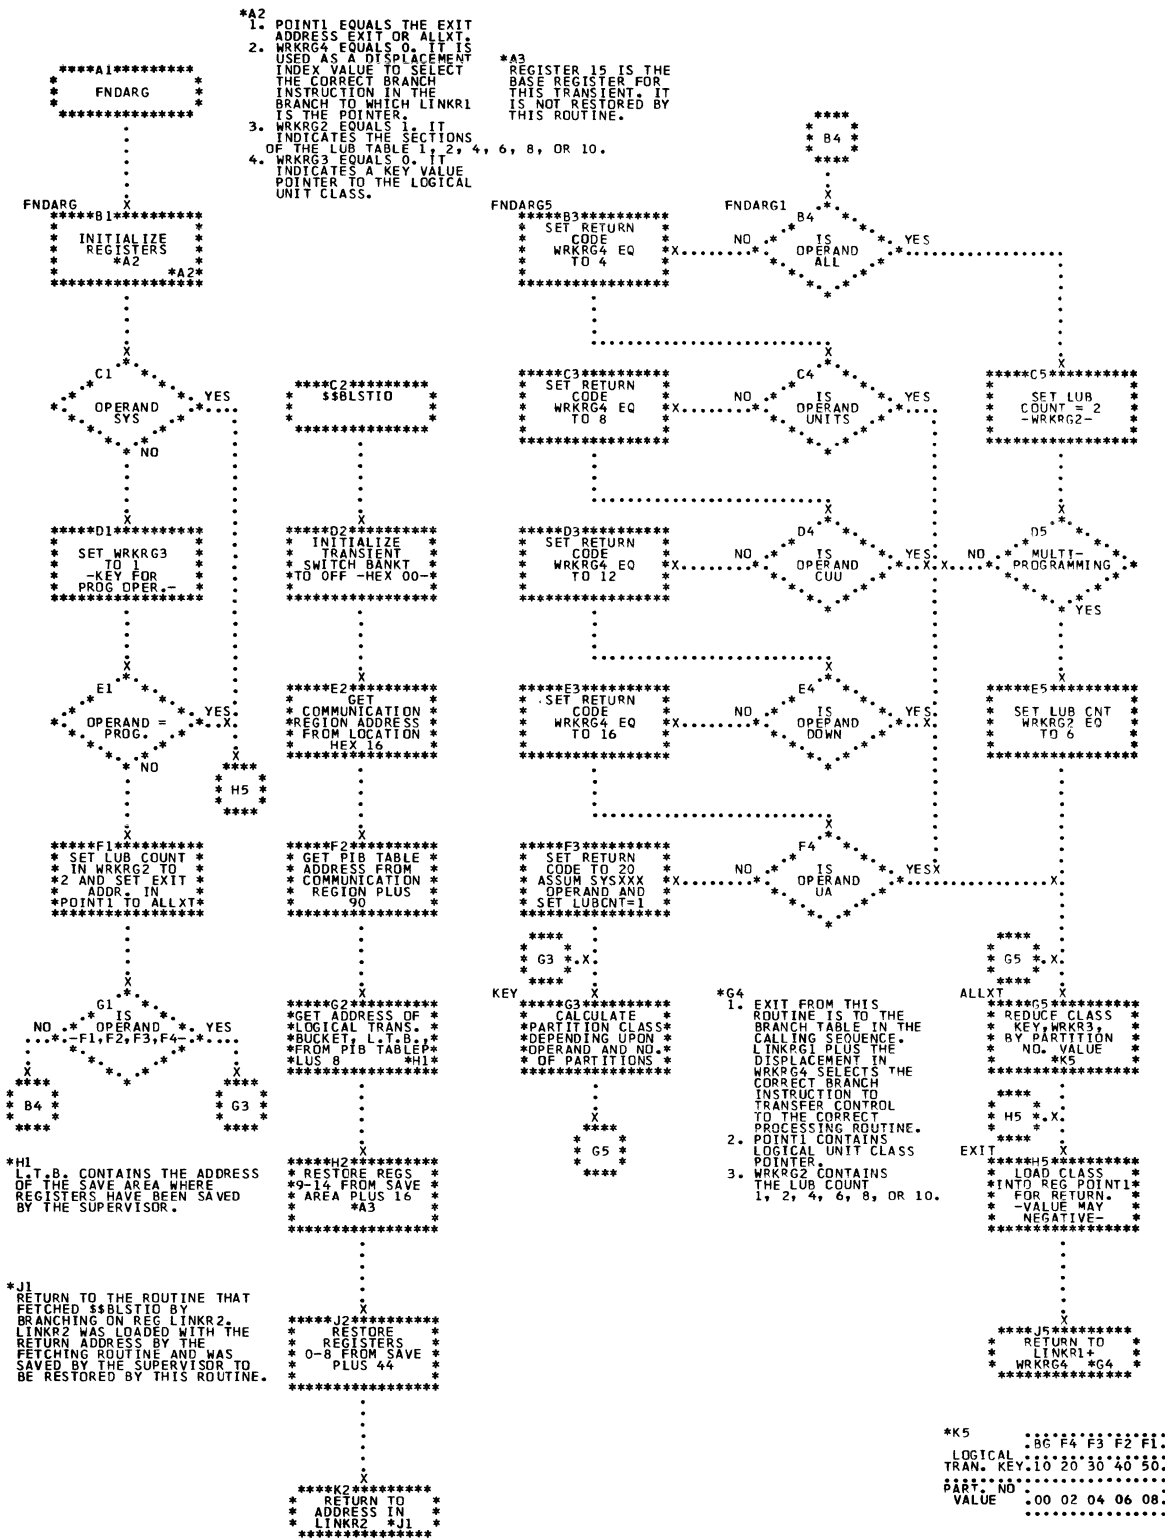 *A2
1. POINT1 EQUALS THE EXIT
ADDRESS EXIT OR ALLXT.
2. WRKRG4 EQUALS 0. IT IS
USED AS A DISPLACEMENT
INDEX VALUE TO SELECT
THE CORRECT BRANCH
INSTRUCTION IN THE
BRANCH TO WHICH LINKR1
IS THE POINTER.
3. WRKRG2 EQUALS 1. IT
INDICATES THE SECTIONS
OF THE LUB TABLE 1, 2, 4, 6, 8, OR 10.
4. WRKRG3 EQUALS 0. IT
INDICATES A KEY VALUE
POINTER TO THE LOGICAL
UNIT CLASS.
*A3
REGISTER 15 IS THE
BASE REGISTER FOR
THIS TRANSIENT. IT
IS NOT RESTORED BY
THIS ROUTINE.
****A1*********
FNDARG
FNDARG
*****B1**********
INITIALIZE
REGISTERS
*A2
*A2*
C1
OPERAND
SYS
YES
NO
*****D1**********
SET WRKRG3
TO 1
-KEY FOR
PROG OPER.-
E1
OPERAND =
PROG.
YES
NO
H5
*****F1**********
SET LUB COUNT
IN WRKRG2 TO
2 AND SET EXIT
ADDR. IN
POINT1 TO ALLXT
G1
IS
OPERAND
-F1,F2,F3,F4-
NO
YES
B4
G3
*H1
L.T.B. CONTAINS THE ADDRESS
OF THE SAVE AREA WHERE
REGISTERS HAVE BEEN SAVED
BY THE SUPERVISOR.
*J1
RETURN TO THE ROUTINE THAT
FETCHED $$BLSTIO BY
BRANCHING ON REG LINKR2.
LINKR2 WAS LOADED WITH THE
RETURN ADDRESS BY THE
FETCHING ROUTINE AND WAS
SAVED BY THE SUPERVISOR TO
BE RESTORED BY THIS ROUTINE.
****C2*********
$$BLSTIO
*****D2**********
INITIALIZE
TRANSIENT
SWITCH BANKT
TO OFF -HEX 00-
*****E2**********
GET
COMMUNICATION
REGION ADDRESS
FROM LOCATION
HEX 16
*****F2**********
GET PIB TABLE
ADDRESS FROM
COMMUNICATION
REGION PLUS
90
*****G2**********
GET ADDRESS OF
LOGICAL TRANS.
BUCKET, L.T.B.,
FROM PIB TABLEP
LUS 8 *H1*
*****H2**********
RESTORE REGS
9-14 FROM SAVE
AREA PLUS 16
*A3
*****J2**********
RESTORE
REGISTERS
0-8 FROM SAVE
PLUS 44
****K2*********
RETURN TO
ADDRESS IN
LINKR2 *J1
FNDARG5
*****B3**********
SET RETURN
CODE
WRKRG4 EQ
TO 4
*****C3**********
SET RETURN
CODE
WRKRG4 EQ
TO 8
*****D3**********
SET RETURN
CODE
WRKRG4 EQ
TO 12
*****E3**********
SET RETURN
CODE
WRKRG4 EQ
TO 16
*****F3**********
SET RETURN
CODE TO 20
ASSUM SYSXXX
OPERAND AND
SET LUBCNT=1
G3
KEY
*****G3**********
CALCULATE
PARTITION CLASS
DEPENDING UPON
OPERAND AND NO.
OF PARTITIONS
G5
B4
FNDARG1
B4
IS
OPERAND
ALL
NO
YES
C4
IS
OPERAND
UNITS
NO
YES
D4
IS
OPERAND
CUU
NO
YES
E4
IS
OPEPAND
DOWN
NO
YES
F4
IS
OPERAND
UA
NO
YES
*G4
1. EXIT FROM THIS
ROUTINE IS TO THE
BRANCH TABLE IN THE
CALLING SEQUENCE.
LINKRG1 PLUS THE
DISPLACEMENT IN
WRKRG4 SELECTS THE
CORRECT BRANCH
INSTRUCTION TO
TRANSFER CONTROL
TO THE CORRECT
PROCESSING ROUTINE.
2. POINT1 CONTAINS
LOGICAL UNIT CLASS
POINTER.
3. WRKRG2 CONTAINS
THE LUB COUNT
1, 2, 4, 6, 8, OR 10.
*****C5**********
SET LUB
COUNT = 2
-WRKRG2-
D5
MULTI-
PROGRAMMING
NO
YES
*****E5**********
SET LUB CNT
WRKRG2 EQ
TO 6
G5
ALLXT
*****G5**********
REDUCE CLASS
KEY,WRKR3,
BY PARTITION
NO. VALUE
*K5
H5
EXIT
*****H5**********
LOAD CLASS
INTO REG POINT1
FOR RETURN.
-VALUE MAY
NEGATIVE-
****J5*********
RETURN TO
LINKR1+
WRKRG4 *G4
*K5
.BG F4 F3 F2 F1.
LOGICAL
TRAN. KEY.10 20 30 40 50.
PART. NO
VALUE .00 02 04 06 08.